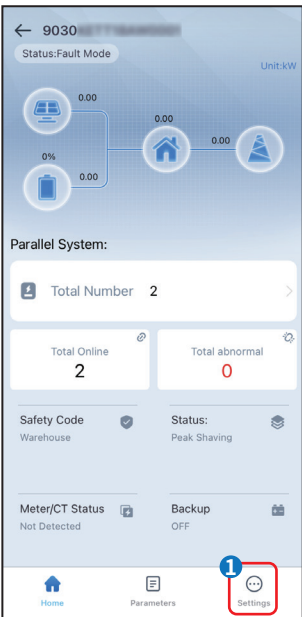 9030
Status:Fault Mode
Unit:kW
0.00
0.00
0.00
0%
0.00
Parallel System:
Total Number 2
Total Online
2
Total abnormal
0
Safety Code
Warehouse
Status:
Peak Shaving
Meter/CT Status
Not Detected
Backup
OFF
1
Home
Parameters
Settings